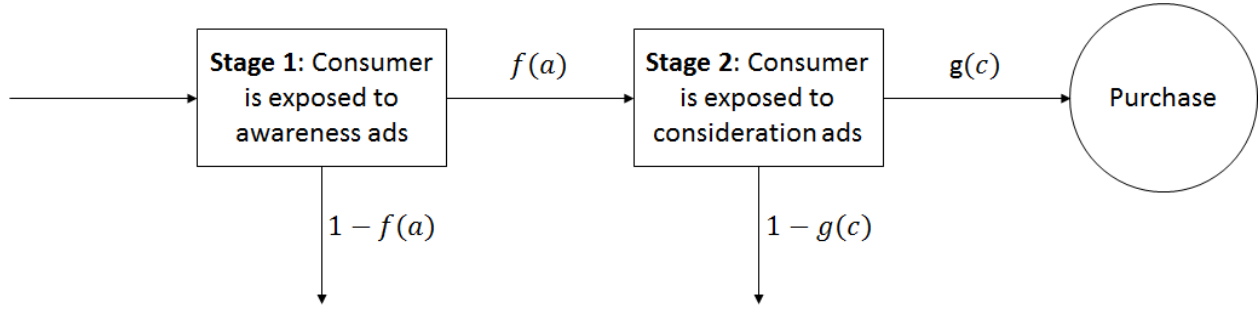 Stage 1: Consumer
is exposed to
awareness ads
f(a)
Stage 2: Consumer
is exposed to
consideration ads
g(c)
Purchase
1 − f(a)
1 − g(c)